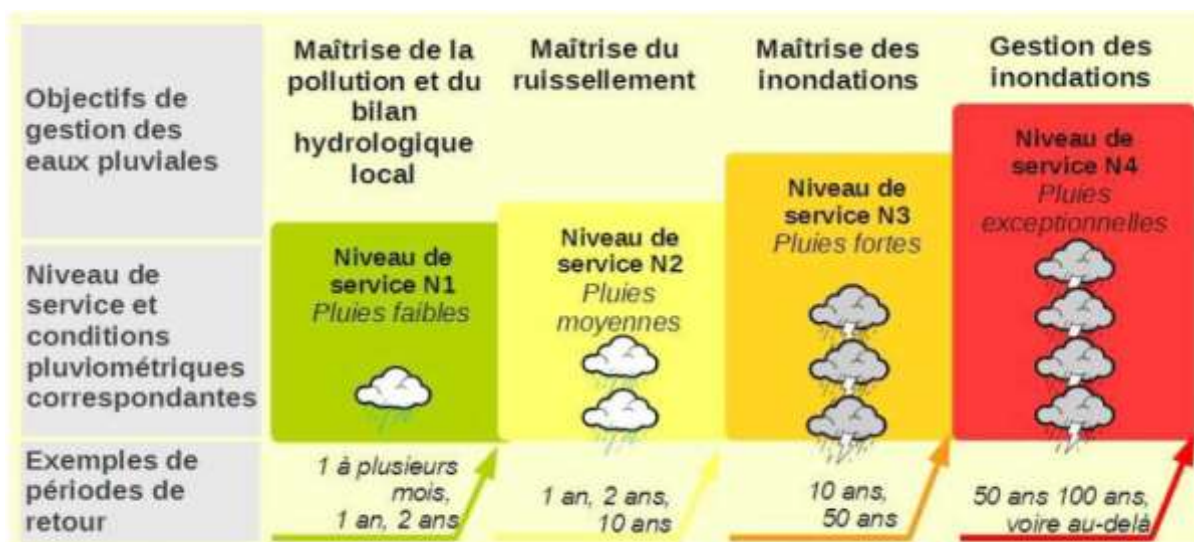 Objectifs de
gestion des
eaux pluviales
Maîtrise de la
pollution et du
bilan
hydrologique
local
Maîtrise du
ruissellement
Maîtrise des
inondations
Gestion des
inondations
Niveau de
service et
conditions
pluviométriques
correspondantes
Niveau de
service N1
Pluies faibles
Niveau de
service N2
Pluies
moyennes
Niveau de
service N3
Pluies fortes
Niveau de
service N4
Pluies
exceptionnelles
Exemples de
périodes de
retour
1 à plusieurs
mois,
1 an, 2 ans
1 an, 2 ans,
10 ans
10 ans,
50 ans
50 ans 100 ans,
voire au-delà